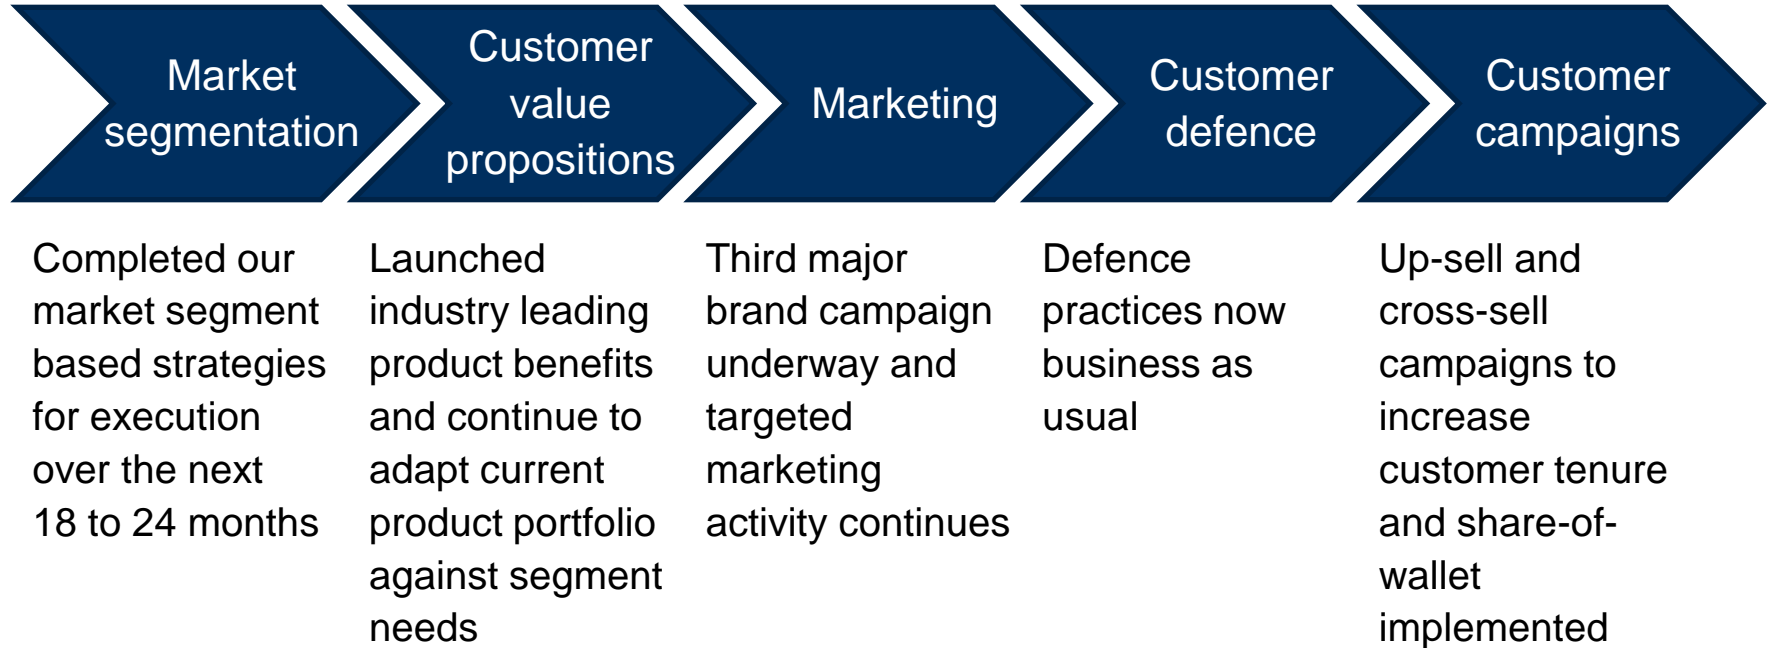 Market
segmentation
Customer
value
propositions
Marketing
Customer
defence
Customer
campaigns
Completed our
market segment
based strategies
for execution
over the next
18 to 24 months
Launched
industry leading
product benefits
and continue to
adapt current
product portfolio
against segment
needs
Third major
brand campaign
underway and
targeted
marketing
activity continues
Defence
practices now
business as
usual
Up-sell and
cross-sell
campaigns to
increase
customer tenure
and share-of-
wallet
implemented